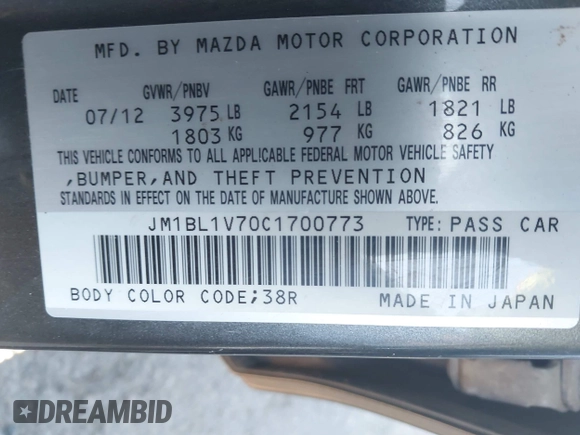 MFD. BY MAZDA MOTOR CORPORATION
DATE GVWR/PNBV GAWR/PNBE FRT GAWR/PNBE RR
07/12 3975 LB 2154 LB 1821 LB
1803 KG 977 KG 826 KG
THIS VEHICLE CONFORMS TO ALL APPLICABLE FEDERAL MOTOR VEHICLE SAFETY
,BUMPER,AND THEFT PREVENTION
STANDARDS IN EFFECT ON THE DATE OF MANUFACTURE SHOWN ABOVE.
JM1BL1V70C1700773 TYPE: PASS CAR
BODY COLOR CODE;38R MADE IN JAPAN
DREAMBID